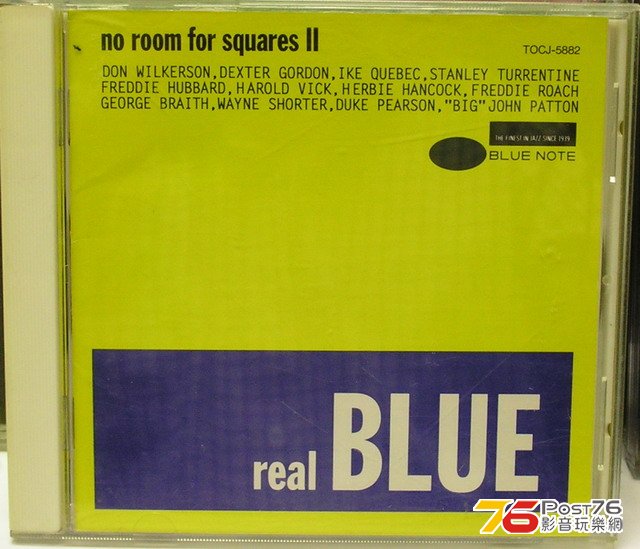 no room for squares II
TOCJ-5882
DON WILKERSON,DEXTER GORDON,IKE QUEBEC,STANLEY TURRENTINE
FREDDIE HUBBARD,HAROLD VICK,HERBIE HANCOCK,FREDDIE ROACH
GEORGE BRAITH,WAYNE SHORTER,DUKE PEARSON,"BIG"JOHN PATTON
THE FINEST IN JAZZ SINCE 1939
BLUE NOTE
real BLUE
76 Post76
影音玩樂網